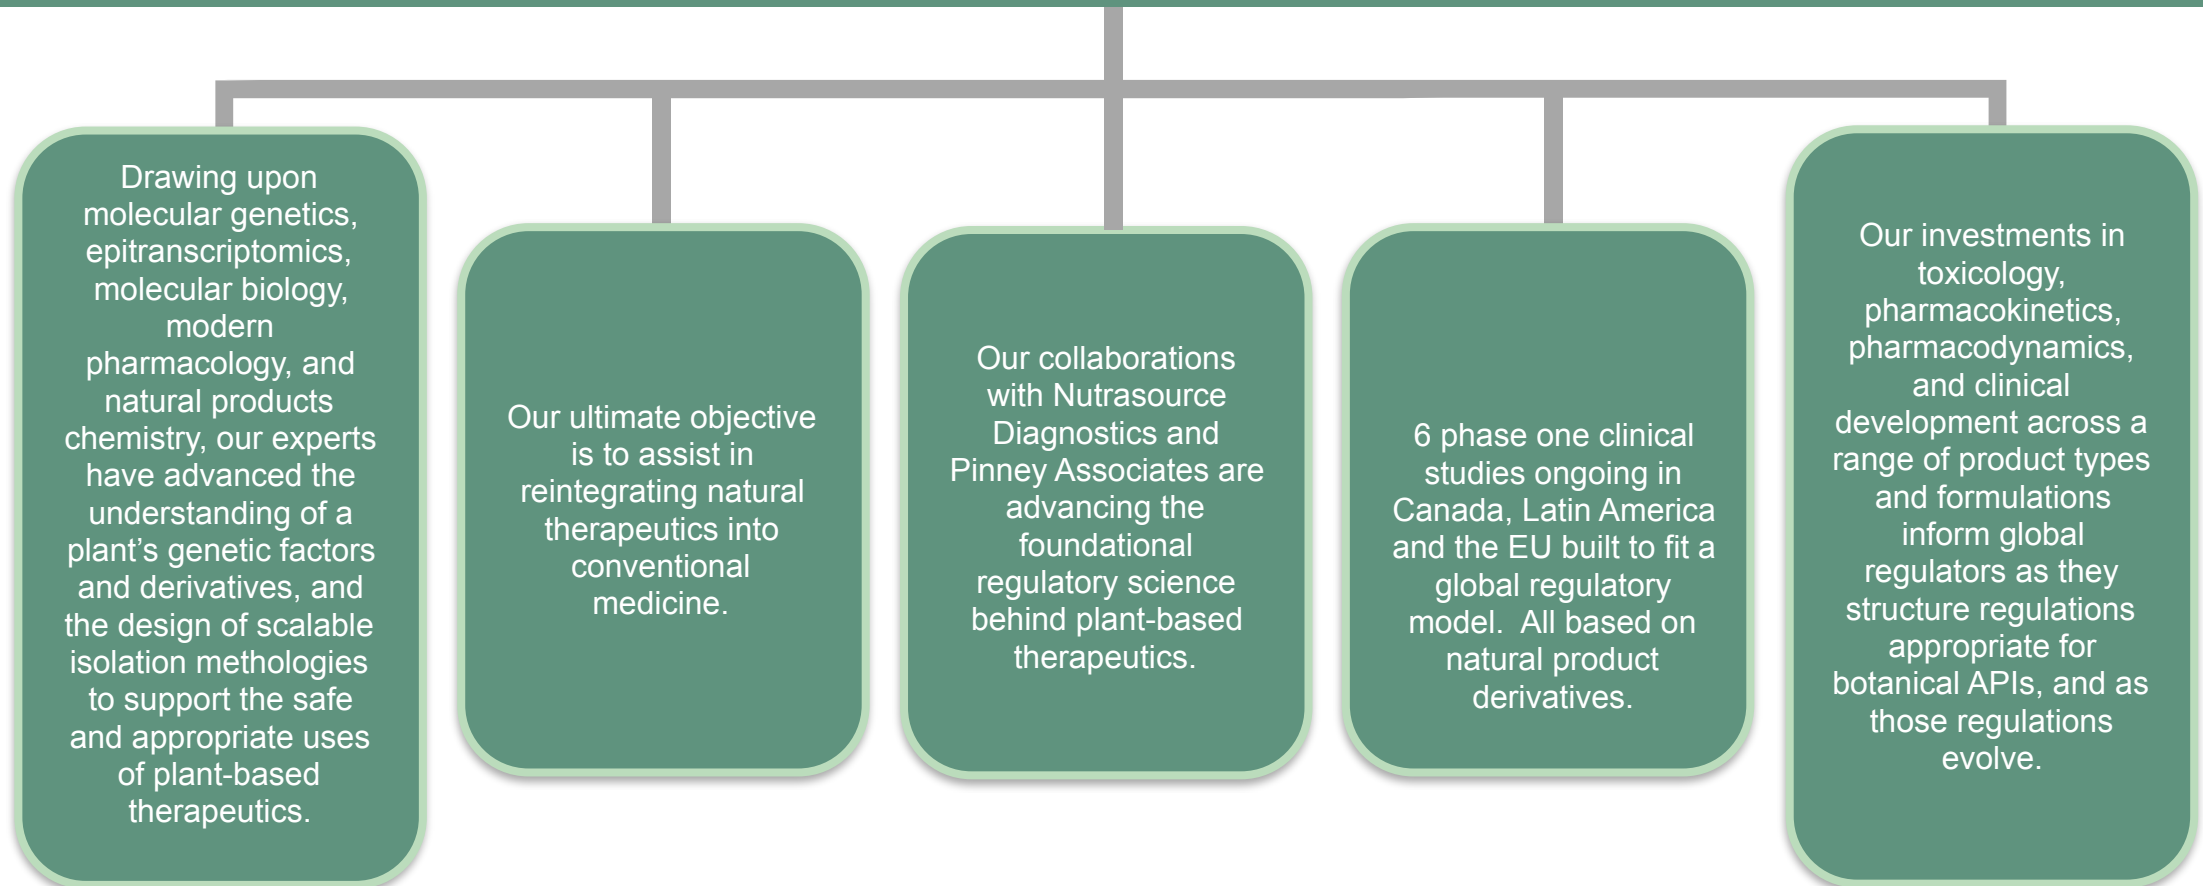 Drawing upon
molecular genetics,
epitranscriptomics,
molecular biology,
modern
pharmacology, and
natural products
chemistry, our experts
have advanced the
understanding of a
plant’s genetic factors
and derivatives, and
the design of scalable
isolation methologies
to support the safe
and appropriate uses
of plant-based
therapeutics.
Our ultimate objective
is to assist in
reintegrating natural
therapeutics into
conventional
medicine.
Our collaborations
with Nutrasource
Diagnostics and
Pinney Associates are
advancing the
foundational
regulatory science
behind plant-based
therapeutics.
6 phase one clinical
studies ongoing in
Canada, Latin America
and the EU built to fit a
global regulatory
model.  All based on
natural product
derivatives.
Our investments in
toxicology,
pharmacokinetics,
pharmacodynamics,
and clinical
development across a
range of product types
and formulations
inform global
regulators as they
structure regulations
appropriate for
botanical APIs, and as
those regulations
evolve.